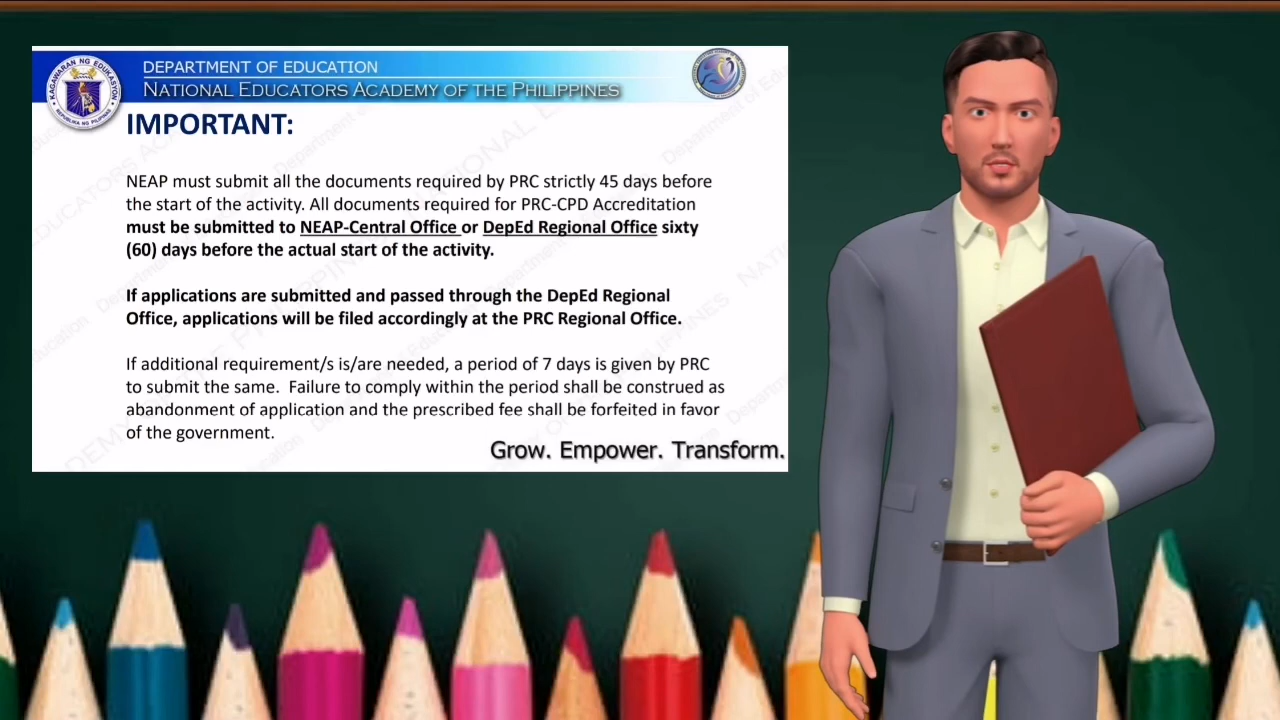 DEPARTMENT OF EDUCATION
NATIONAL EDUCATORS ACADEMY OF THE PHILIPPINES
KAGAWARAN NG EDUKASYON
REPUBLIKA NG PILIPINAS
IMPORTANT:
NEAP must submit all the documents required by PRC strictly 45 days before
the start of the activity. All documents required for PRC-CPD Accreditation
must be submitted to NEAP-Central Office or DepEd Regional Office sixty
(60) days before the actual start of the activity.
If applications are submitted and passed through the DepEd Regional
Office, applications will be filed accordingly at the PRC Regional Office.
If additional requirement/s is/are needed, a period of 7 days is given by PRC
to submit the same. Failure to comply within the period shall be construed as
abandonment of application and the prescribed fee shall be forfeited in favor
of the government.
Grow. Empower. Transform.